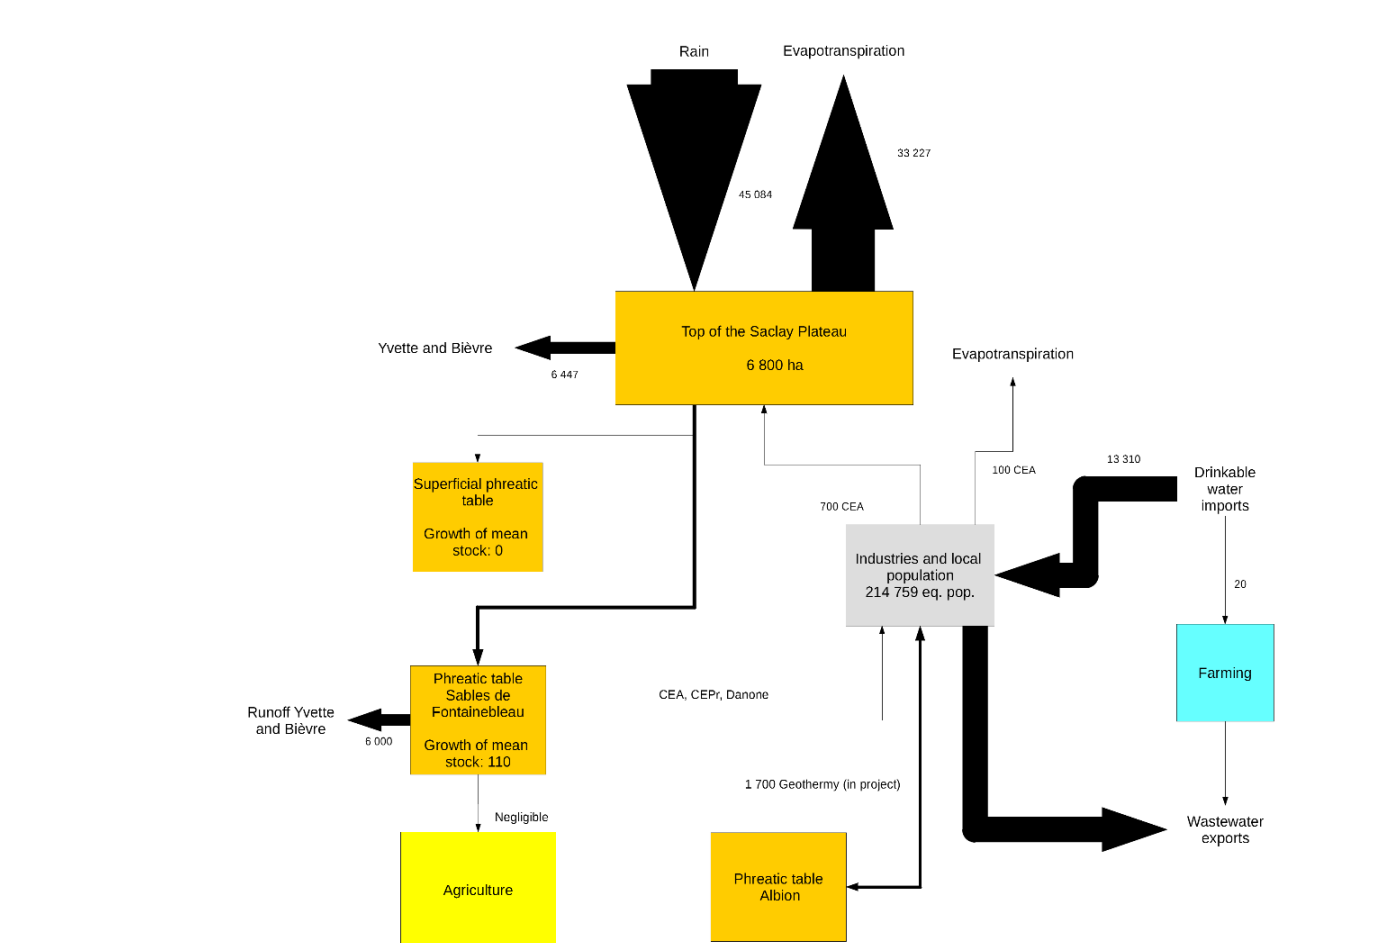 Rain
Evapotranspiration
33 227
45 084
Top of the Saclay Plateau
6 800 ha
Yvette and Bièvre
6 447
Evapotranspiration
13 310
100 CEA
Drinkable
water
imports
Superficial phreatic
table
Growth of mean
stock: 0
700 CEA
Industries and local
population
214 759 eq. pop.
20
Farming
Phreatic table
Sables de
Fontainebleau
Growth of mean
stock: 110
CEA, CEPr, Danone
Runoff Yvette
and Bièvre
6 000
1 700 Geothermy (in project)
Negligible
Wastewater
exports
Agriculture
Phreatic table
Albion